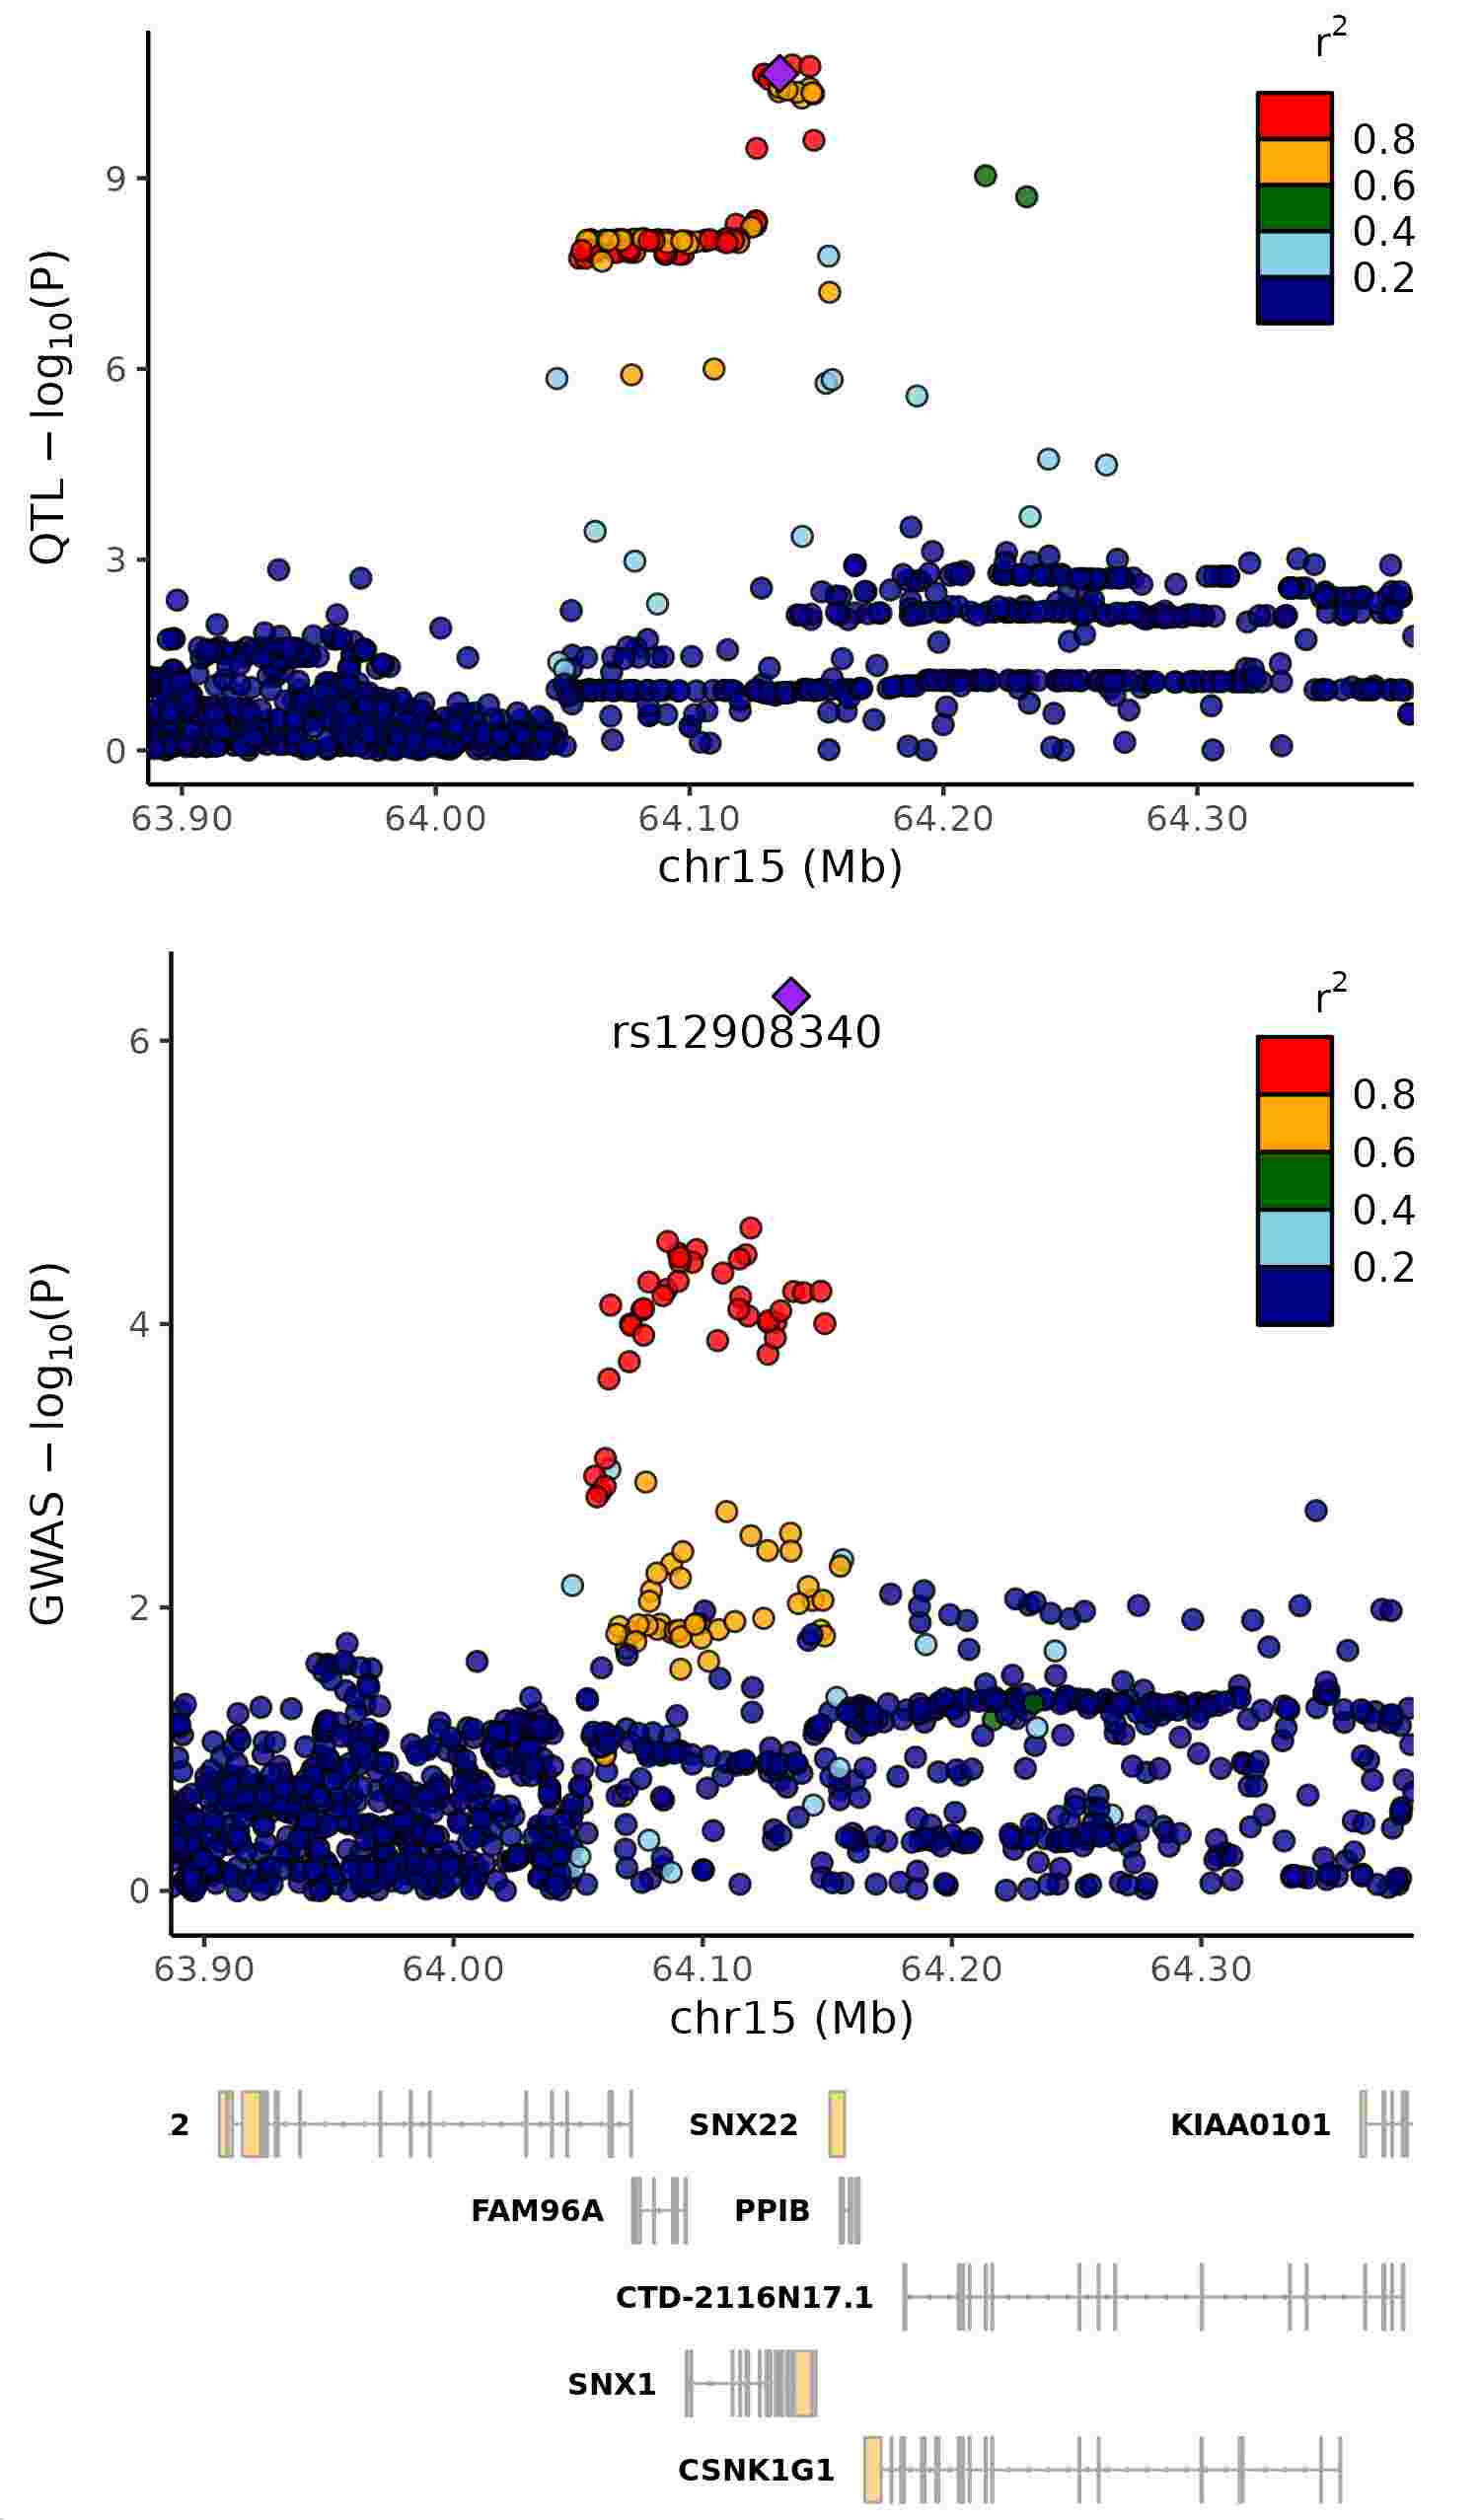 r2
0.8
0.6
0.4
0.2
9
6
3
0
QTL − log10(P)
63.90 64.00 64.10 64.20 64.30
chr15 (Mb)
rs12908340
r2
0.8
0.6
0.4
0.2
6
4
2
0
GWAS − log10(P)
63.90 64.00 64.10 64.20 64.30
chr15 (Mb)
2 SNX22 KIAA0101
FAM96A PPIB
CTD-2116N17.1
SNX1
CSNK1G1